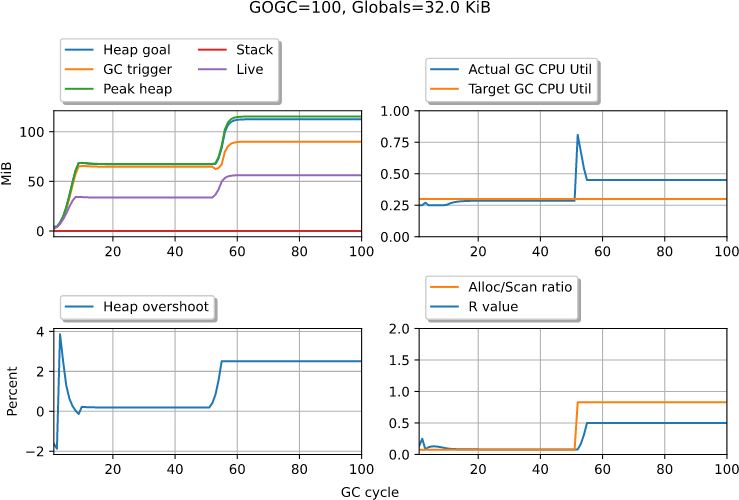 GOGC=100, Globals=32.0 KiB
Heap goal
GC trigger
Peak heap
Stack
Live
Actual GC CPU Util
Target GC CPU Util
MiB
100
50
0
20 40 60 80 100
1.00
0.75
0.50
0.25
0.00
20 40 60 80 100
Heap overshoot
Alloc/Scan ratio
R value
Percent
4
2
0
−2
20 40 60 80 100
2.0
1.5
1.0
0.5
0.0
20 40 60 80 100
GC cycle